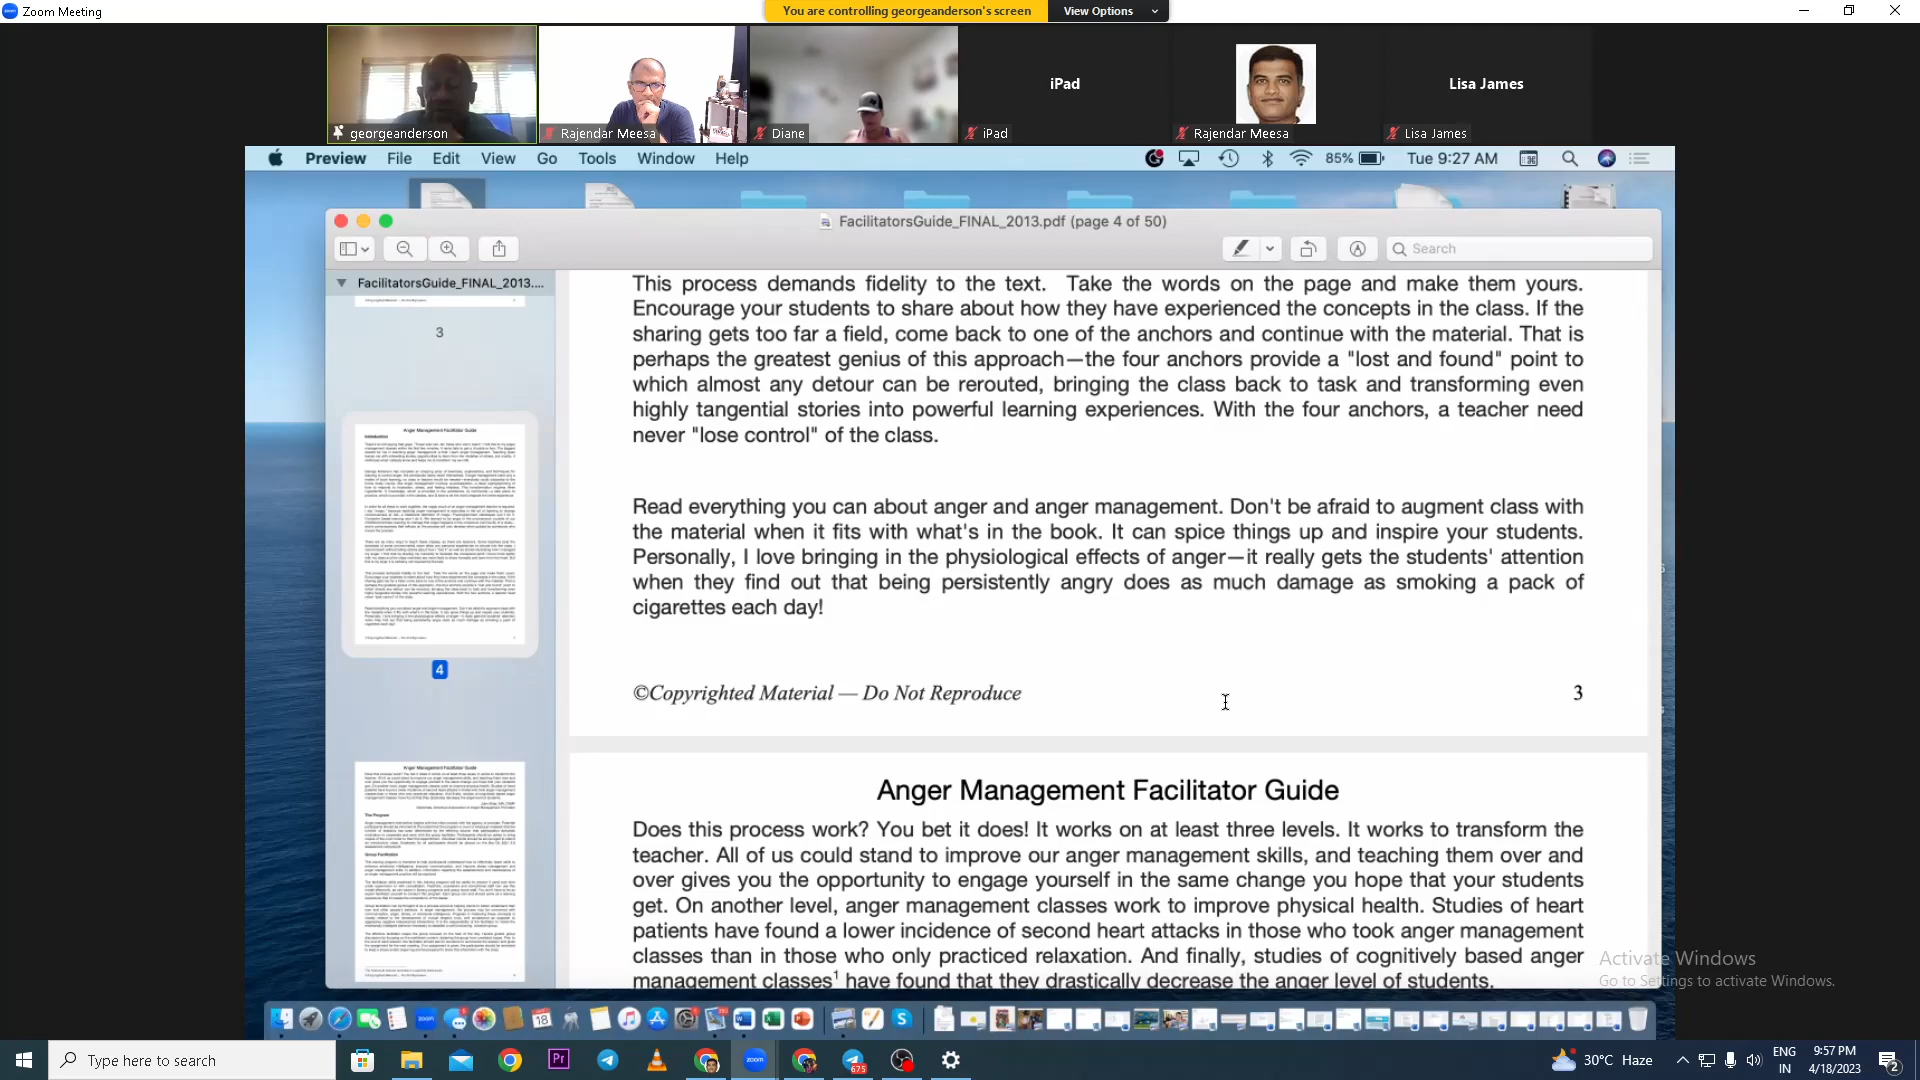 Zoom Meeting
You are controlling georgeanderson's screen
View Options
iPad
Lisa James
georgeanderson
Rajendar Meesa
Diane
iPad
Rajendar Meesa
Lisa James
Preview File Edit View Go Tools Window Help
85% Tue 9:27 AM
FacilitatorsGuide_FINAL_2013.pdf (page 4 of 50)
Search
FacilitatorsGuide_FINAL_2013....
3
Anger Management Facilitator Guide
4
Anger Management Facilitator Guide
The Program
Group Facilitation
This process demands fidelity to the text. Take the words on the page and make them yours.
Encourage your students to share about how they have experienced the concepts in the class. If the
sharing gets too far a field, come back to one of the anchors and continue with the material. That is
perhaps the greatest genius of this approach—the four anchors provide a "lost and found" point to
which almost any detour can be rerouted, bringing the class back to task and transforming even
highly tangential stories into powerful learning experiences. With the four anchors, a teacher need
never "lose control" of the class.
Read everything you can about anger and anger management. Don't be afraid to augment class with
the material when it fits with what's in the book. It can spice things up and inspire your students.
Personally, I love bringing in the physiological effects of anger—it really gets the students' attention
when they find out that being persistently angry does as much damage as smoking a pack of
cigarettes each day!
©Copyrighted Material — Do Not Reproduce
3
Anger Management Facilitator Guide
Does this process work? You bet it does! It works on at least three levels. It works to transform the
teacher. All of us could stand to improve our anger management skills, and teaching them over and
over gives you the opportunity to engage yourself in the same change you hope that your students
get. On another level, anger management classes work to improve physical health. Studies of heart
patients have found a lower incidence of second heart attacks in those who took anger management
classes than in those who only practiced relaxation. And finally, studies of cognitively based anger
management classes¹ have found that they drastically decrease the anger level of students.
Activate Windows
Go to Settings to activate Windows.
Type here to search
30°C Haze
ENG
IN
9:57 PM
4/18/2023
2
675